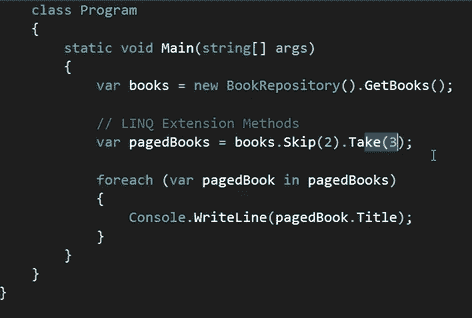 class Program
{
static void Main(string[] args)
{
var books = new BookRepository().GetBooks();
// LINQ Extension Methods
var pagedBooks = books.Skip(2).Take(3);
foreach (var pagedBook in pagedBooks)
{
Console.WriteLine(pagedBook.Title);
}
}
}
}